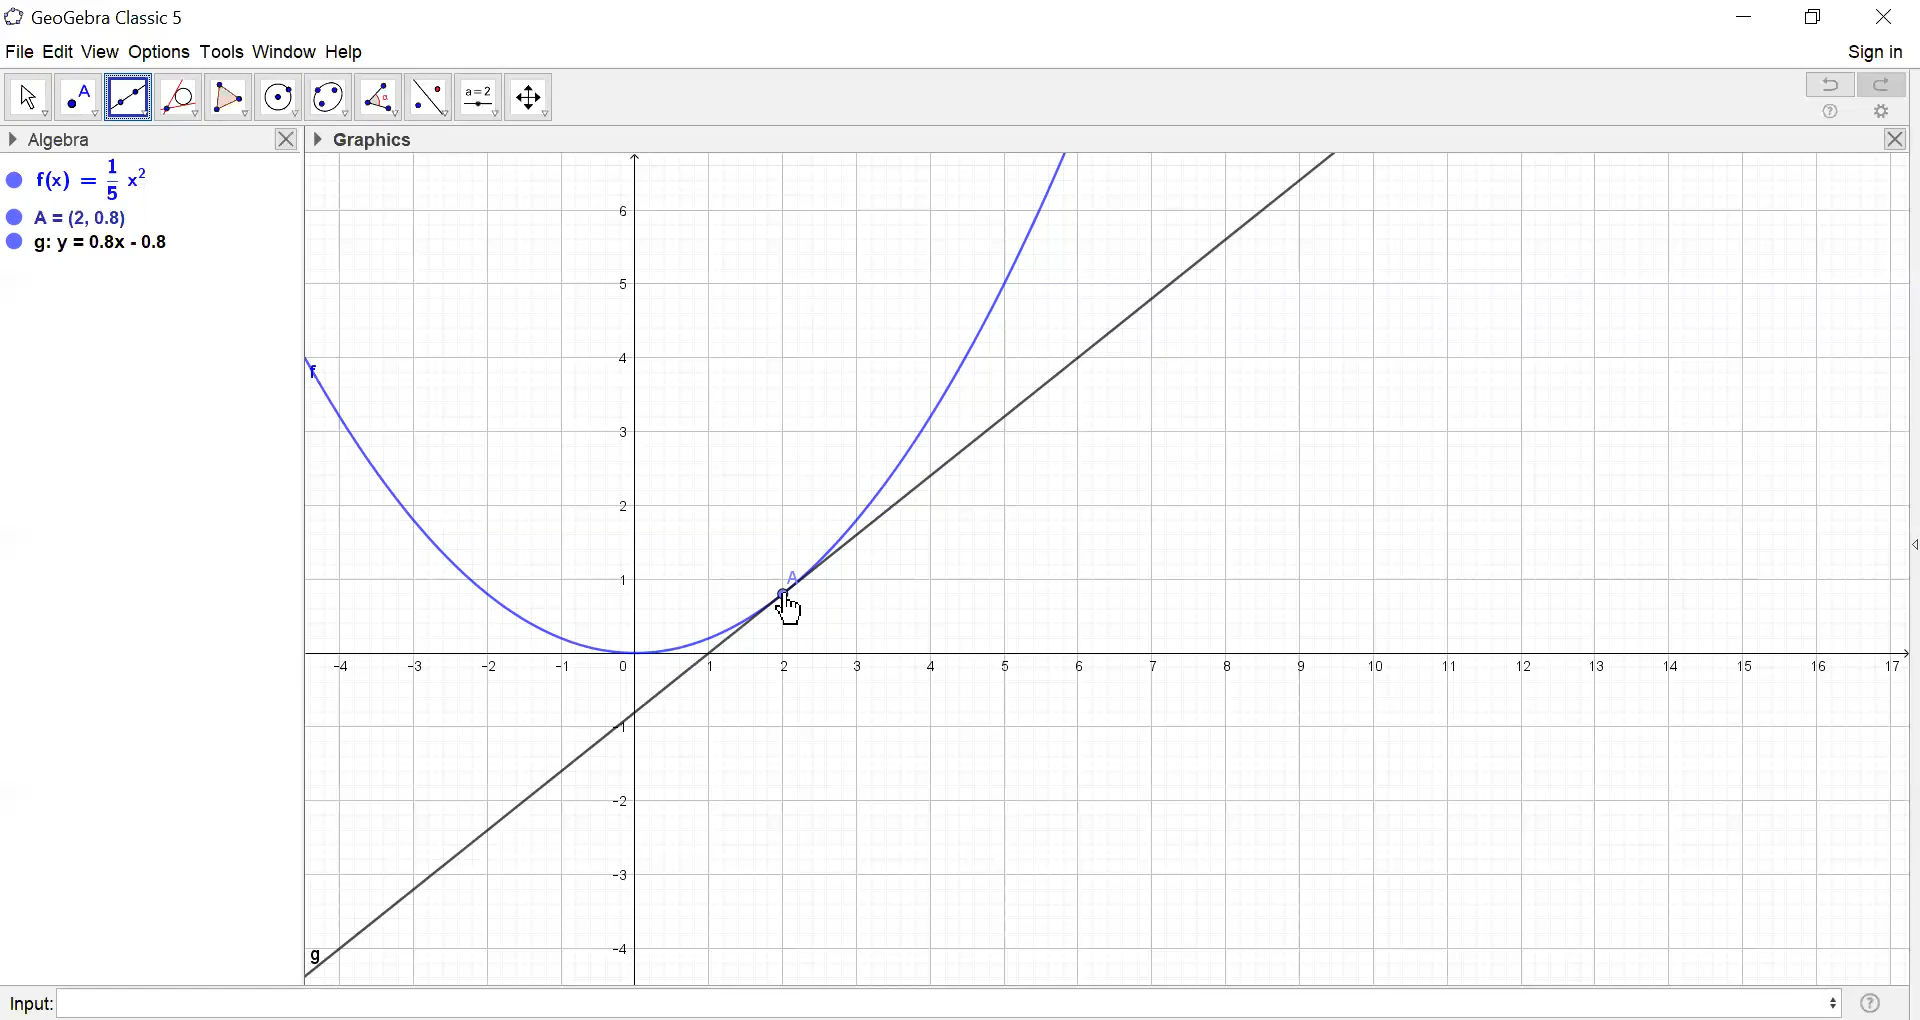 GeoGebra Classic 5
File Edit View Options Tools Window Help
Sign in
A
a=2
α
Algebra
Graphics
f(x) = 1/5 x²
A = (2, 0.8)
g: y = 0.8x - 0.8
6
5
4
f
3
2
A
1
-4 -3 -2 -1 0 1 2 3 4 5 6 7 8 9 10 11 12 13 14 15 16 17
-1
-2
-3
-4
g
Input: